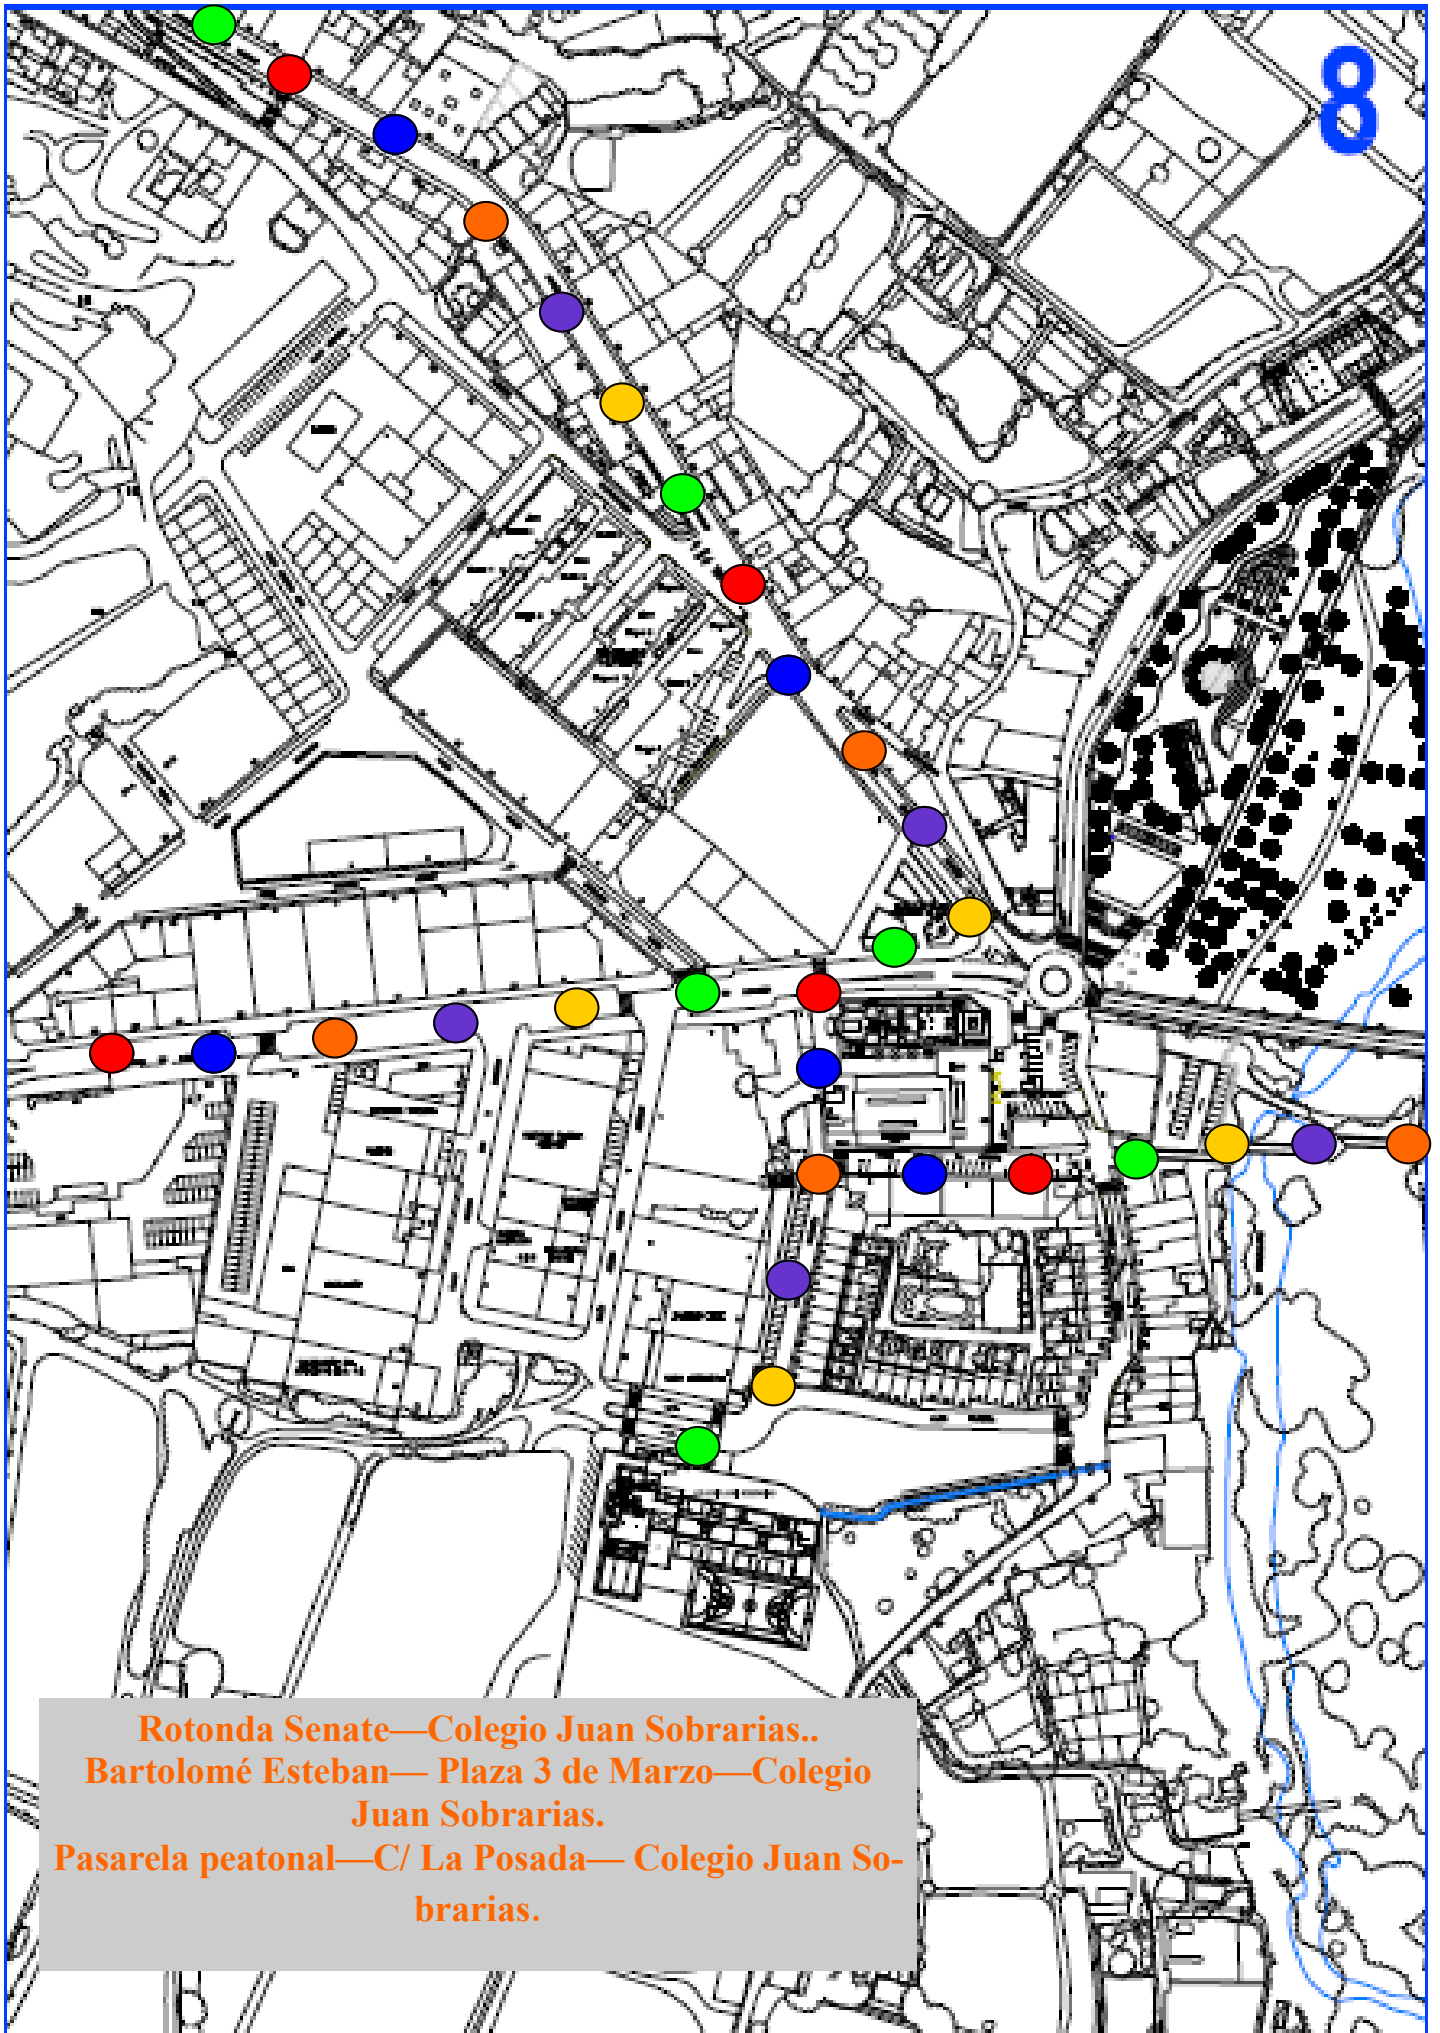 8
Rotonda Senate—Colegio Juan Sobrarias..
Bartolomé Esteban— Plaza 3 de Marzo—Colegio
Juan Sobrarias.
Pasarela peatonal—C/ La Posada— Colegio Juan So-
brarias.